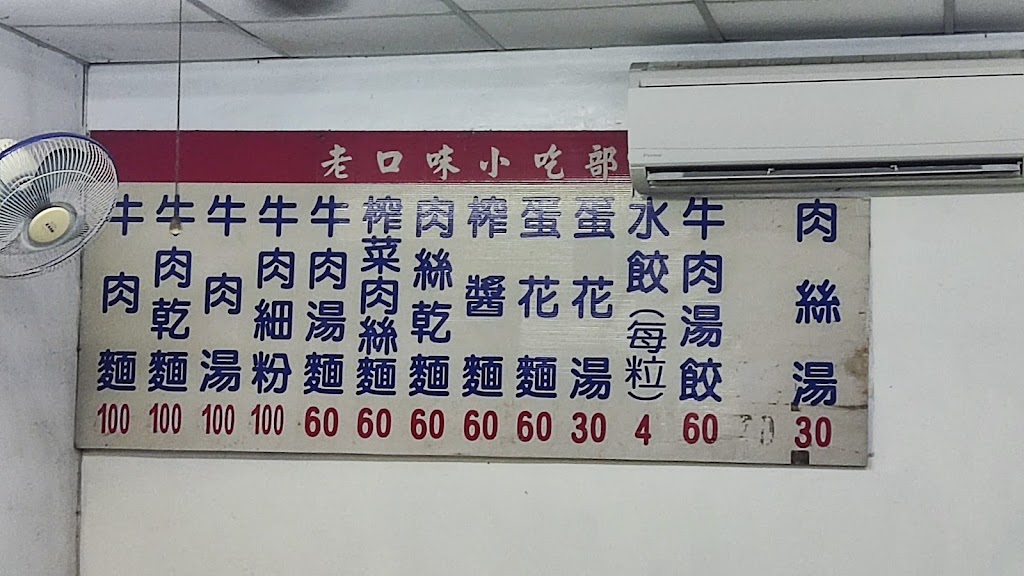 老口味小吃部
牛肉麵
100
牛肉乾麵
100
牛肉湯
100
牛肉細粉
100
牛肉湯麵
60
榨菜肉絲麵
60
肉絲乾麵
60
榨醬麵
60
蛋花麵
60
蛋花湯
30
水餃(每粒)
4
牛肉湯餃
60
肉絲湯
30